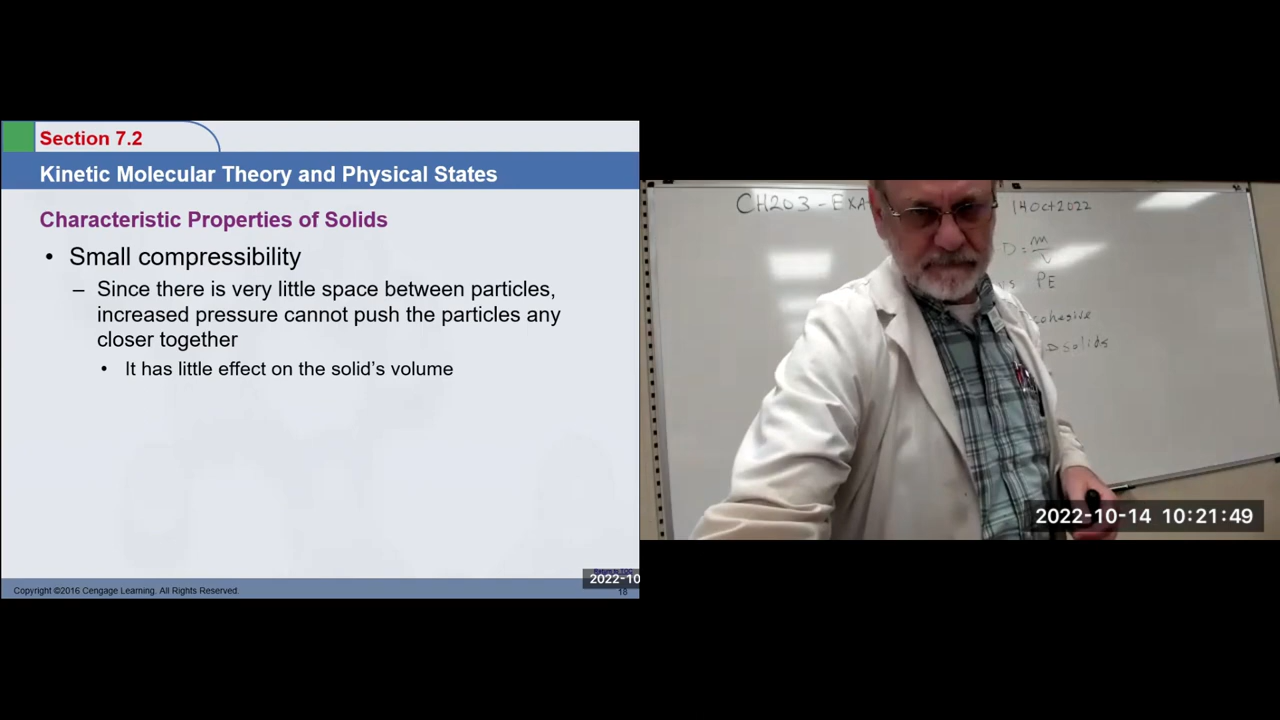 Section 7.2
Kinetic Molecular Theory and Physical States
Characteristic Properties of Solids
• Small compressibility
– Since there is very little space between particles,
increased pressure cannot push the particles any
closer together
• It has little effect on the solid's volume
Copyright ©2016 Cengage Learning. All Rights Reserved.
2022-10
18
CH203-EXA
14Oct2022
D = m
V
PE
cohesive
solids
2022-10-14 10:21:49